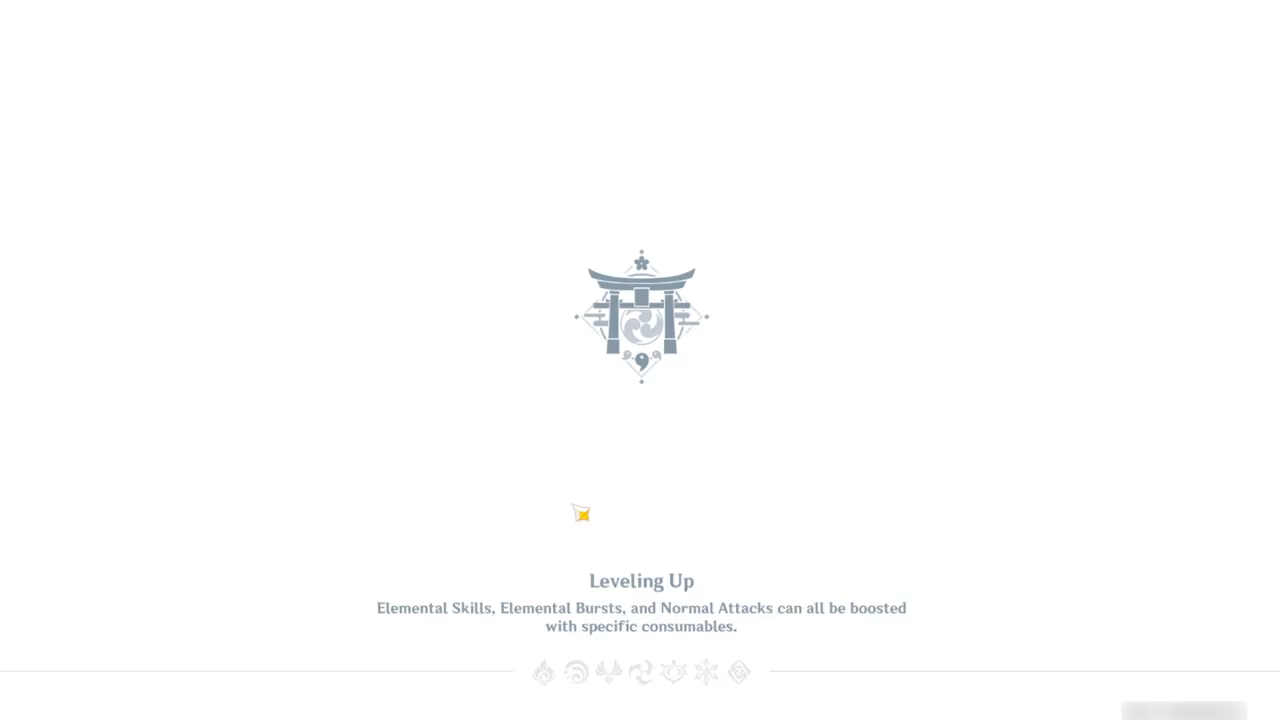 Leveling Up
Elemental Skills, Elemental Bursts, and Normal Attacks can all be boosted
with specific consumables.